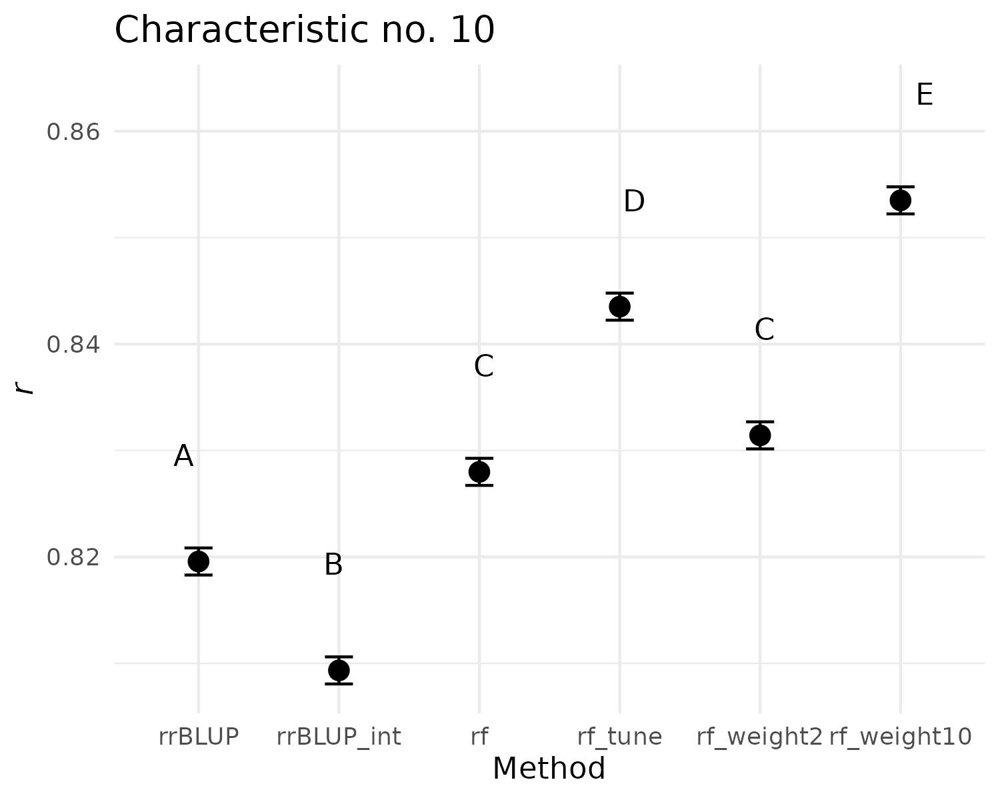 Characteristic no. 10
E
0.86
D
C
0.84
C
r
A
B
0.82
rrBLUP rrBLUP_int rf rf_tune rf_weight2 rf_weight10
Method